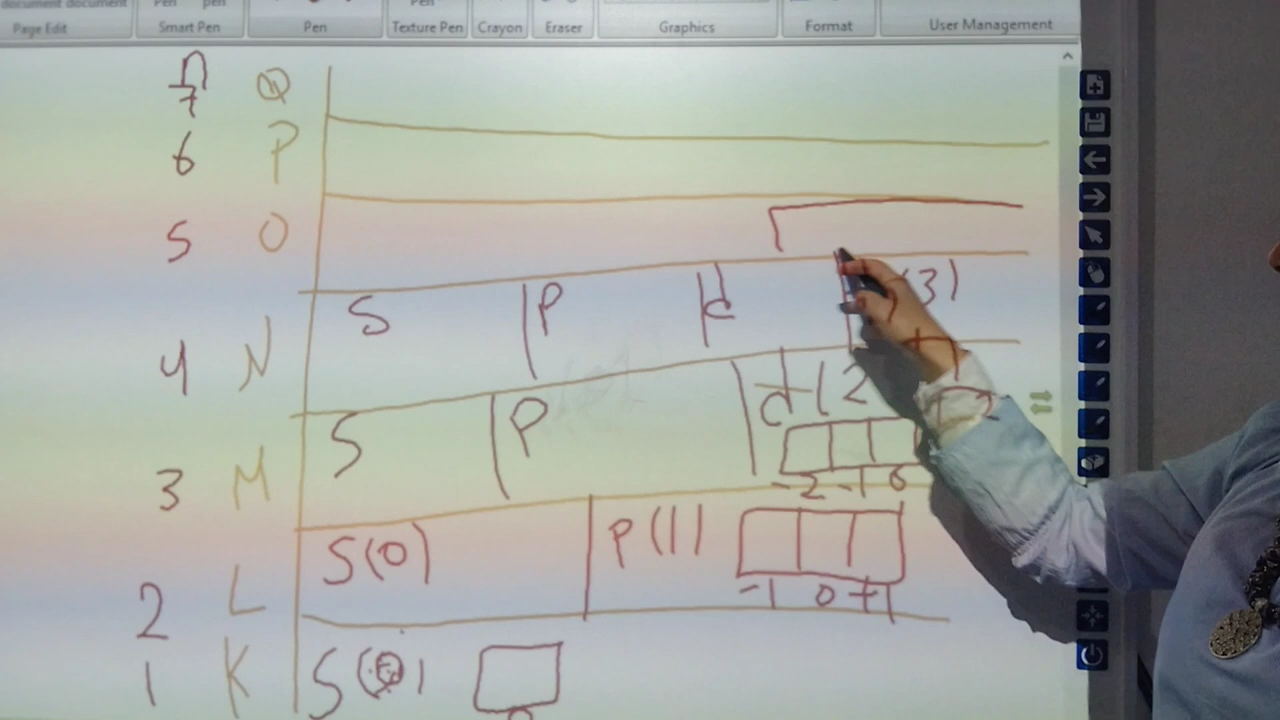 document document
Pen pen
Pen
Page Edit Smart Pen Pen Texture Pen Crayon Eraser Graphics Format User Management
n
7 Q
6 P
5 O
S P d (3)
4 N
S P d (2
-2 -1 0
3 M
S(0) P(1)
-1 0 +1
2 L
1 K S(0)